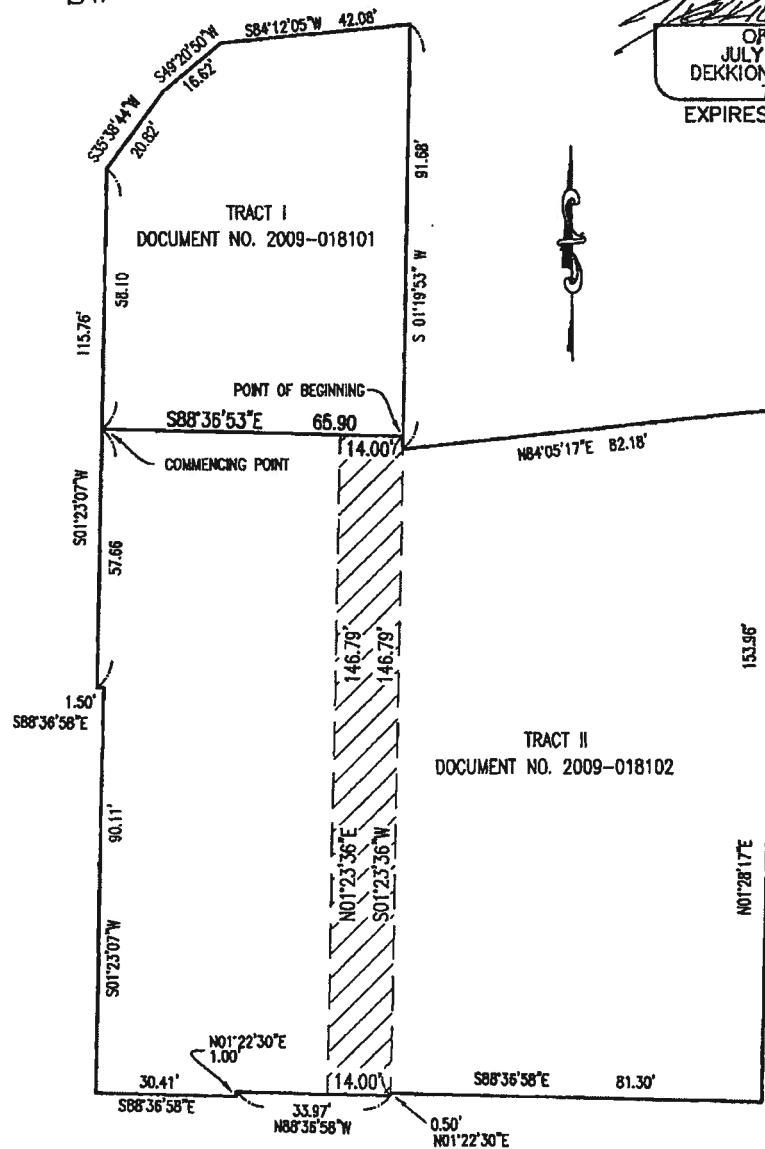 S84°12'05"W 42.08'
S49°20'50"W
16.62'
S35°38'44"W
20.82'
OF
JULY
DEKKION
EXPIRES
91.68'
S 01°19'53" W
TRACT I
DOCUMENT NO. 2009-018101
58.10
115.76'
POINT OF BEGINNING
S88°36'53"E 65.90
14.00'
COMMENCING POINT
N84°05'17"E 82.18'
S01°23'07"W
57.66
146.79'
146.79'
153.96'
1.50'
S88°36'58"E
TRACT II
DOCUMENT NO. 2009-018102
90.11'
N01°23'36"E
S01°23'36"W
N01°28'17"E
S01°23'07"W
N01°22'30"E
1.00'
30.41'
S88°36'58"E
14.00'
S88°36'58"E 81.30'
33.97'
N88°36'58"W
0.50'
N01°22'30"E